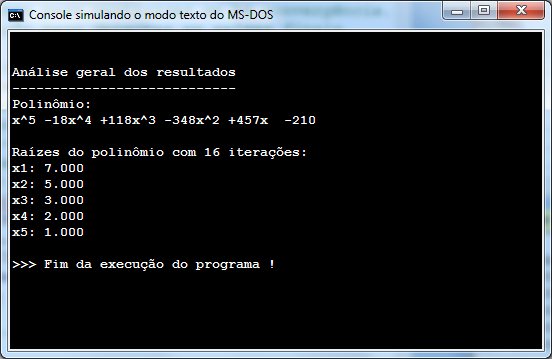 Console simulando o modo texto do MS-DOS
Análise geral dos resultados
----------------------------
Polinômio:
x^5 -18x^4 +118x^3 -348x^2 +457x  -210
Raízes do polinômio com 16 iterações:
x1: 7.000
x2: 5.000
x3: 3.000
x4: 2.000
x5: 1.000
>>> Fim da execução do programa !